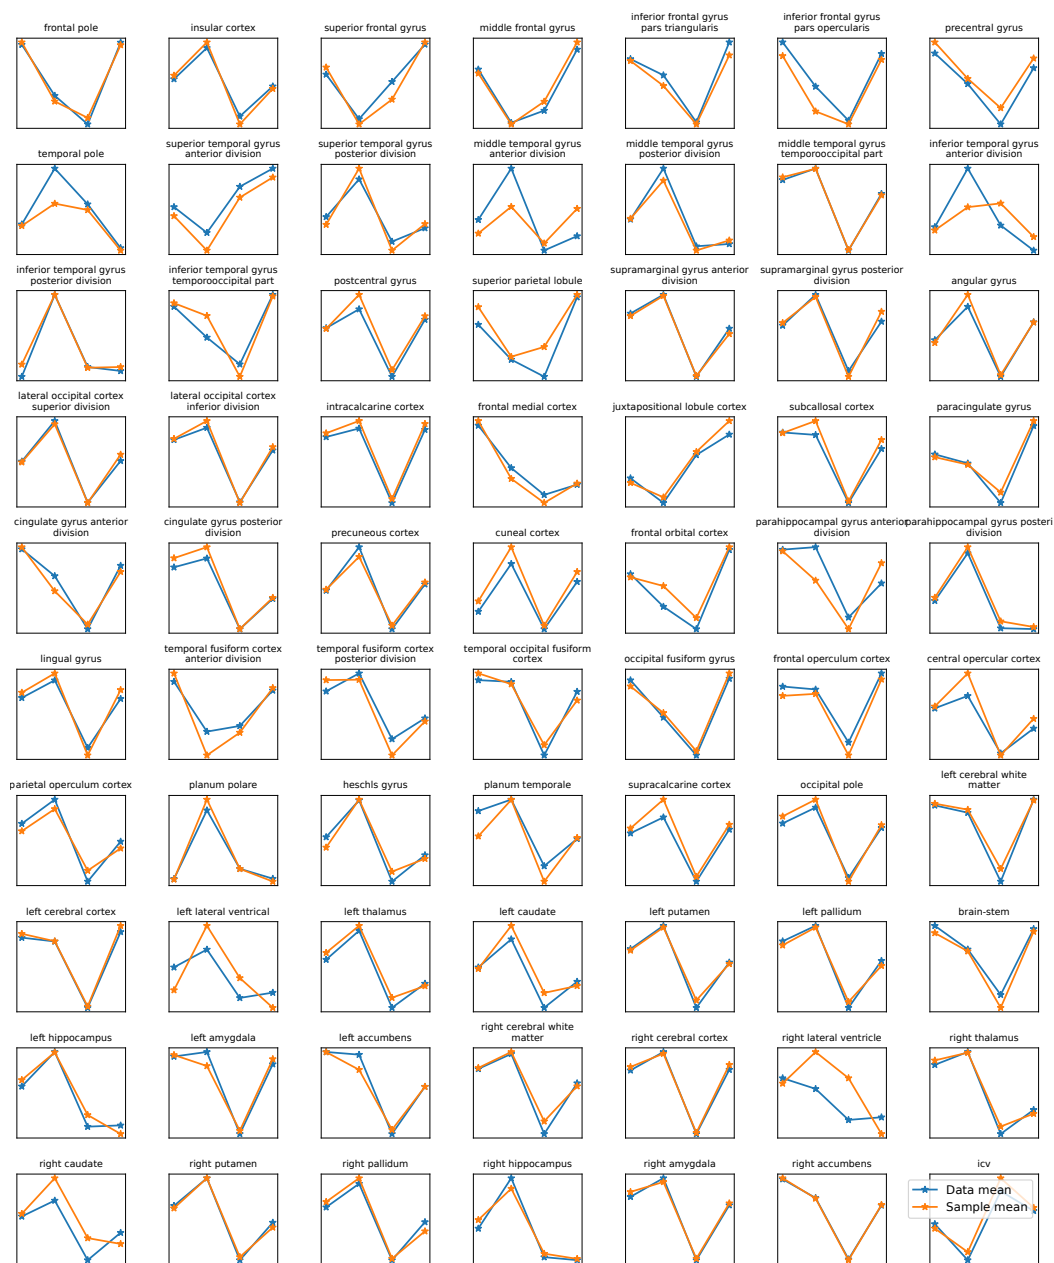 frontal pole
insular cortex
superior frontal gyrus
middle frontal gyrus
inferior frontal gyrus
pars triangularis
inferior frontal gyrus
pars opercularis
precentral gyrus
temporal pole
superior temporal gyrus
anterior division
superior temporal gyrus
posterior division
middle temporal gyrus
anterior division
middle temporal gyrus
posterior division
middle temporal gyrus
temporooccipital part
inferior temporal gyrus
anterior division
inferior temporal gyrus
posterior division
inferior temporal gyrus
temporooccipital part
postcentral gyrus
superior parietal lobule
supramarginal gyrus anterior
division
supramarginal gyrus posterior
division
angular gyrus
lateral occipital cortex
superior division
lateral occipital cortex
inferior division
intracalcarine cortex
frontal medial cortex
juxtapositional lobule cortex
subcallosal cortex
paracingulate gyrus
cingulate gyrus anterior
division
cingulate gyrus posterior
division
precuneous cortex
cuneal cortex
frontal orbital cortex
parahippocampal gyrus anterior
division
parahippocampal gyrus posteri
division
lingual gyrus
temporal fusiform cortex
anterior division
temporal fusiform cortex
posterior division
temporal occipital fusiform
cortex
occipital fusiform gyrus
frontal operculum cortex
central opercular cortex
parietal operculum cortex
planum polare
heschls gyrus
planum temporale
supracalcarine cortex
occipital pole
left cerebral white
matter
left cerebral cortex
left lateral ventrical
left thalamus
left caudate
left putamen
left pallidum
brain-stem
left hippocampus
left amygdala
left accumbens
right cerebral white
matter
right cerebral cortex
right lateral ventricle
right thalamus
right caudate
right putamen
right pallidum
right hippocampus
right amygdala
right accumbens
icv
Data mean
Sample mean